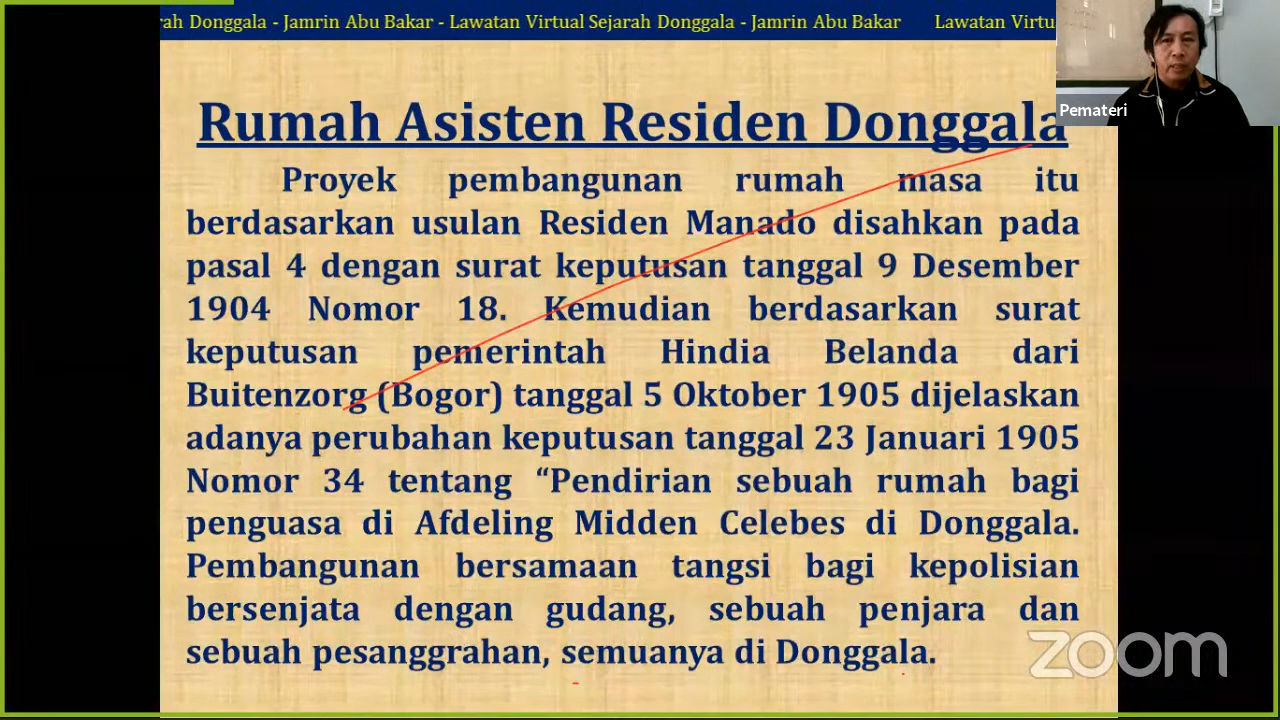 rah Donggala - Jamrin Abu Bakar - Lawatan Virtual Sejarah Donggala - Jamrin Abu Bakar Lawatan Virtu
Pemateri
Rumah Asisten Residen Donggala
Proyek pembangunan rumah masa itu
berdasarkan usulan Residen Manado disahkan pada
pasal 4 dengan surat keputusan tanggal 9 Desember
1904 Nomor 18. Kemudian berdasarkan surat
keputusan pemerintah Hindia Belanda dari
Buitenzorg (Bogor) tanggal 5 Oktober 1905 dijelaskan
adanya perubahan keputusan tanggal 23 Januari 1905
Nomor 34 tentang “Pendirian sebuah rumah bagi
penguasa di Afdeling Midden Celebes di Donggala.
Pembangunan bersamaan tangsi bagi kepolisian
bersenjata dengan gudang, sebuah penjara dan
sebuah pesanggrahan, semuanya di Donggala.
zoom